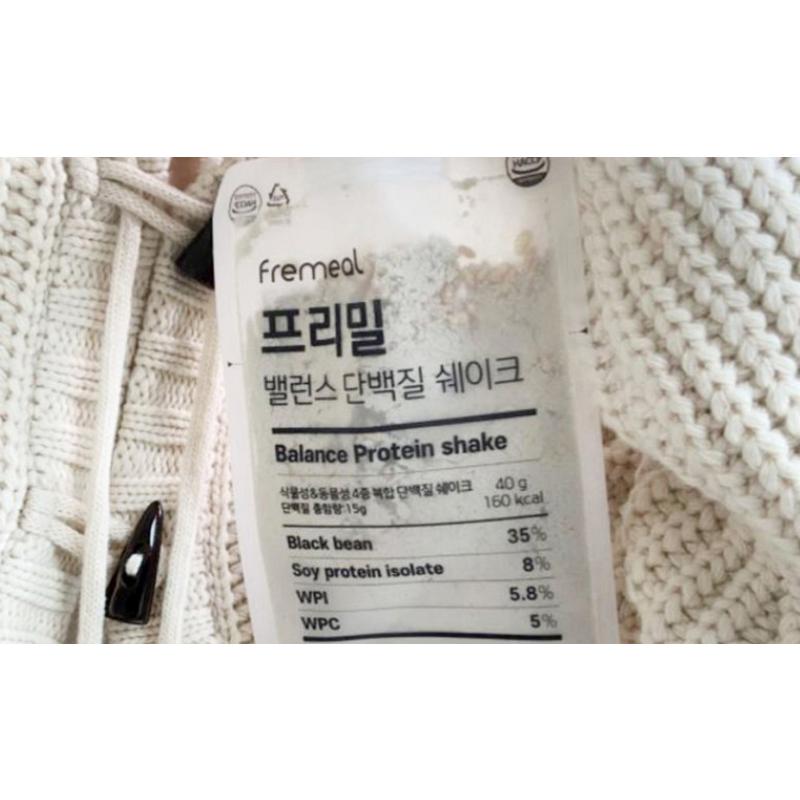 HACCP
fremeal
프리밀
밸런스 단백질 쉐이크
Balance Protein shake
식물성&동물성 4종 복합 단백질 쉐이크 40 g
단백질 총함량:15g 160 kcal
Black bean 35%
Soy protein isolate 8%
WPI 5.8%
WPC 5%